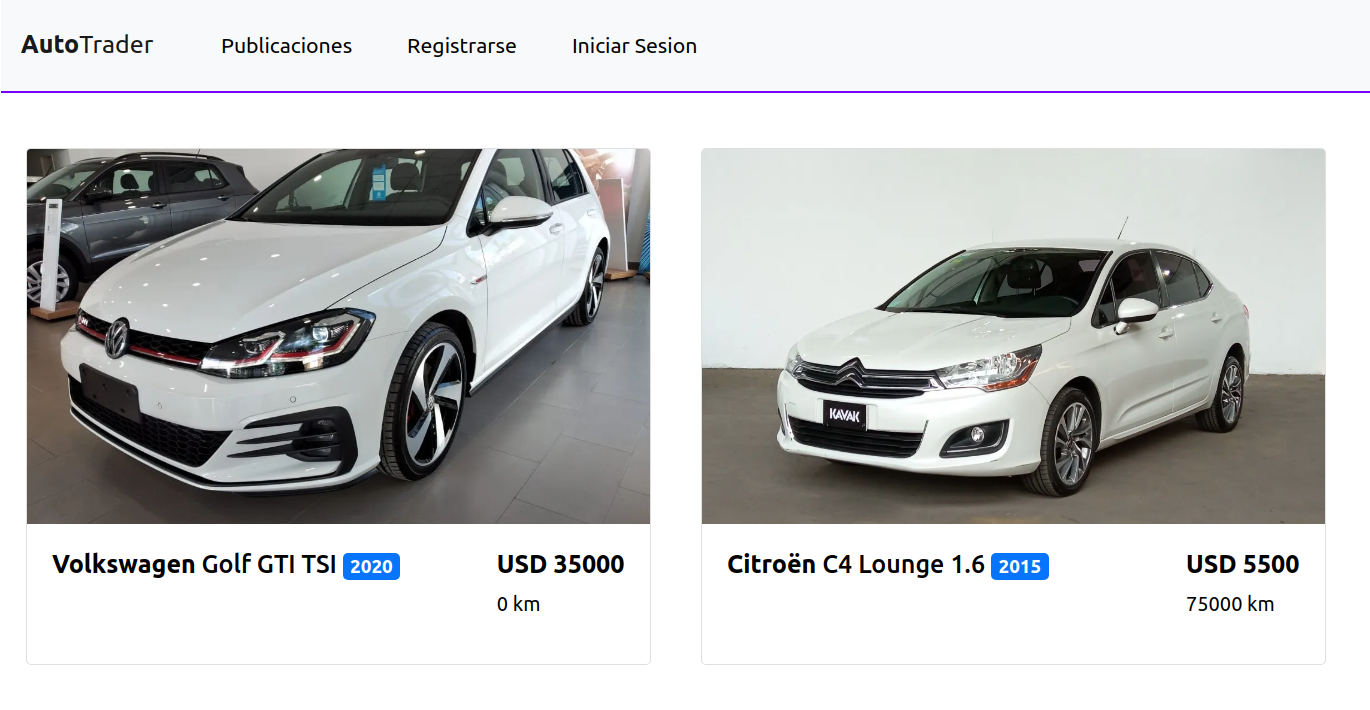 AutoTrader Publicaciones Registrarse Iniciar Sesion
KAVAK
Volkswagen Golf GTI TSI 2020 USD 35000
0 km
Citroën C4 Lounge 1.6 2015 USD 5500
75000 km